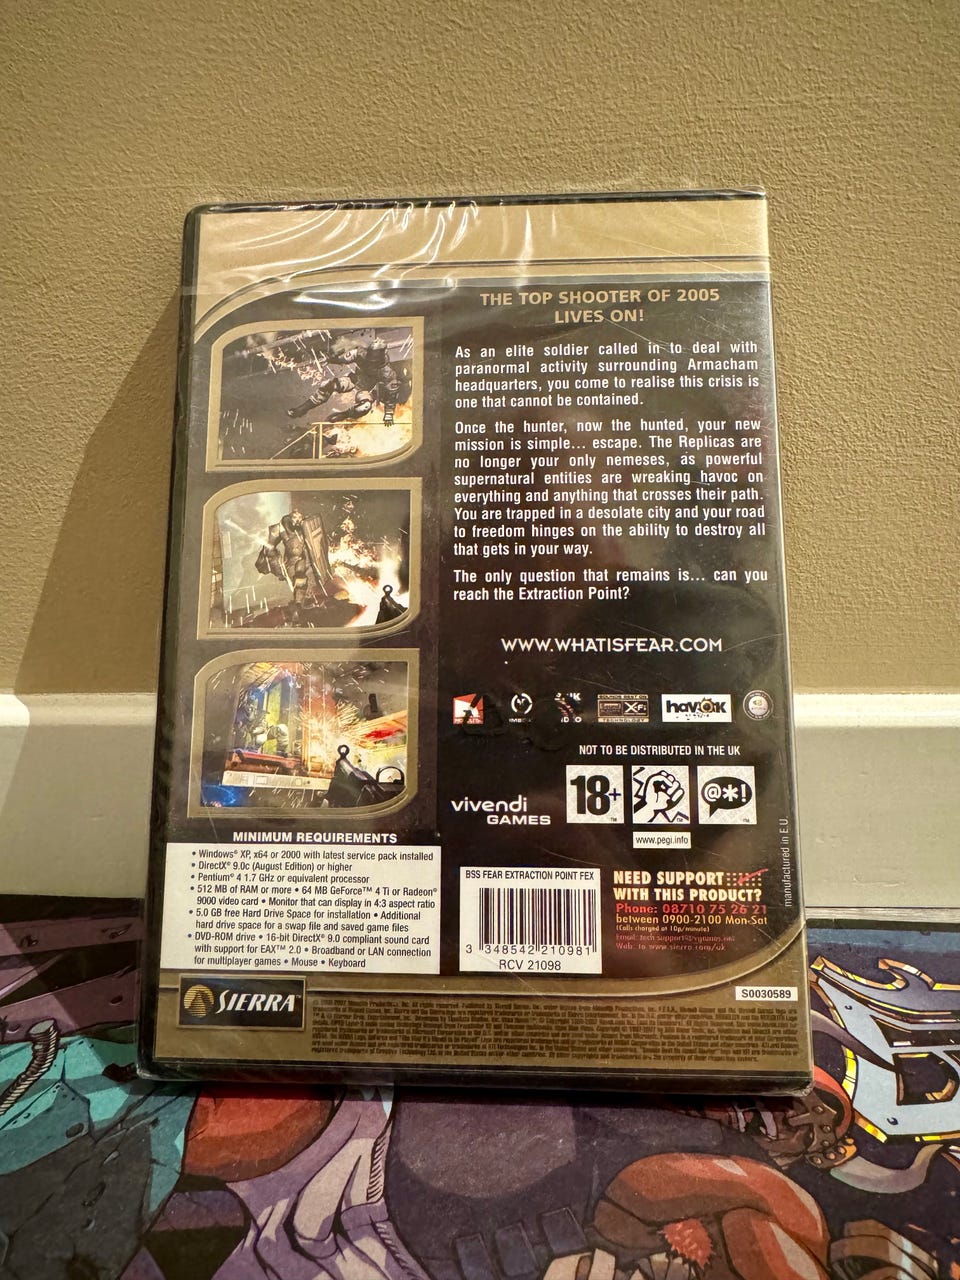 THE TOP SHOOTER OF 2005
LIVES ON!
As an elite soldier called in to deal with
paranormal activity surrounding Armacham
headquarters, you come to realise this crisis is
one that cannot be contained.
Once the hunter, now the hunted, your new
mission is simple... escape. The Replicas are
no longer your only nemeses, as powerful
supernatural entities are wreaking havoc on
everything and anything that crosses their path.
You are trapped in a desolate city and your road
to freedom hinges on the ability to destroy all
that gets in your way.
The only question that remains is... can you
reach the Extraction Point?
WWW.WHATISFEAR.COM
X-Fi
TECHNOLOGY
havok
NOT TO BE DISTRIBUTED IN THE UK
vivendi
GAMES
18+
@*!
www.pegi.info
MINIMUM REQUIREMENTS
• Windows® XP, x64 or 2000 with latest service pack installed
• DirectX® 9.0c (August Edition) or higher
• Pentium® 4 1.7 GHz or equivalent processor
• 512 MB of RAM or more • 64 MB GeForce™ 4 Ti or Radeon®
9000 video card • Monitor that can display in 4:3 aspect ratio
• 5.0 GB free Hard Drive Space for installation • Additional
hard drive space for a swap file and saved game files
• DVD-ROM drive • 16-bit DirectX® 9.0 compliant sound card
with support for EAX™ 2.0 • Broadband or LAN connection
for multiplayer games • Mouse • Keyboard
BSS FEAR EXTRACTION POINT FEX
3 348542 210981
RCV 21098
NEED SUPPORT
WITH THIS PRODUCT?
Phone: 08710 75 26 21
between 0900-2100 Mon-Sat
(Calls charged at 10p/minute)
Web: to www.sierra.com/uk
manufactured in E.U.
S0030589
SIERRA™